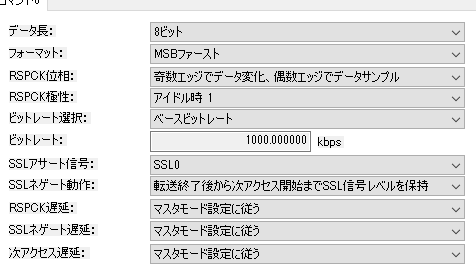 コマンド0
データ長: 8ビット
フォーマット: MSBファースト
RSPCK位相: 奇数エッジでデータ変化、偶数エッジでデータサンプル
RSPCK極性: アイドル時 1
ビットレート選択: ベースビットレート
ビットレート: 1000.000000 kbps
SSLアサート信号: SSL0
SSLネゲート動作: 転送終了後から次アクセス開始までSSL信号レベルを保持
RSPCK遅延: マスタモード設定に従う
SSLネゲート遅延: マスタモード設定に従う
次アクセス遅延: マスタモード設定に従う